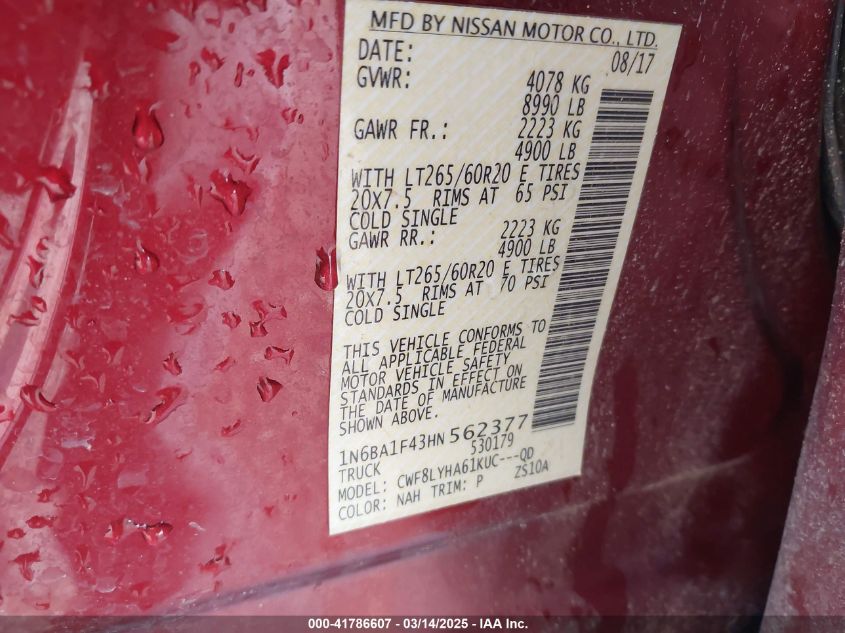 MFD BY NISSAN MOTOR CO., LTD.
DATE: 08/17
GVWR: 4078 KG
8990 LB
GAWR FR.: 2223 KG
4900 LB
WITH LT265/60R20 E TIRES
20X7.5 RIMS AT 65 PSI
COLD SINGLE
GAWR RR.: 2223 KG
4900 LB
WITH LT265/60R20 E TIRES
20X7.5 RIMS AT 70 PSI
COLD SINGLE
THIS VEHICLE CONFORMS TO
ALL APPLICABLE FEDERAL
MOTOR VEHICLE SAFETY
STANDARDS IN EFFECT ON
THE DATE OF MANUFACTURE
SHOWN ABOVE.
1N6BA1F43HN 562377
TRUCK 530179
MODEL: CWF8LYHA61KUC---QD
COLOR: NAH TRIM: P ZS10A
000-41786607 - 03/14/2025 - IAA Inc.